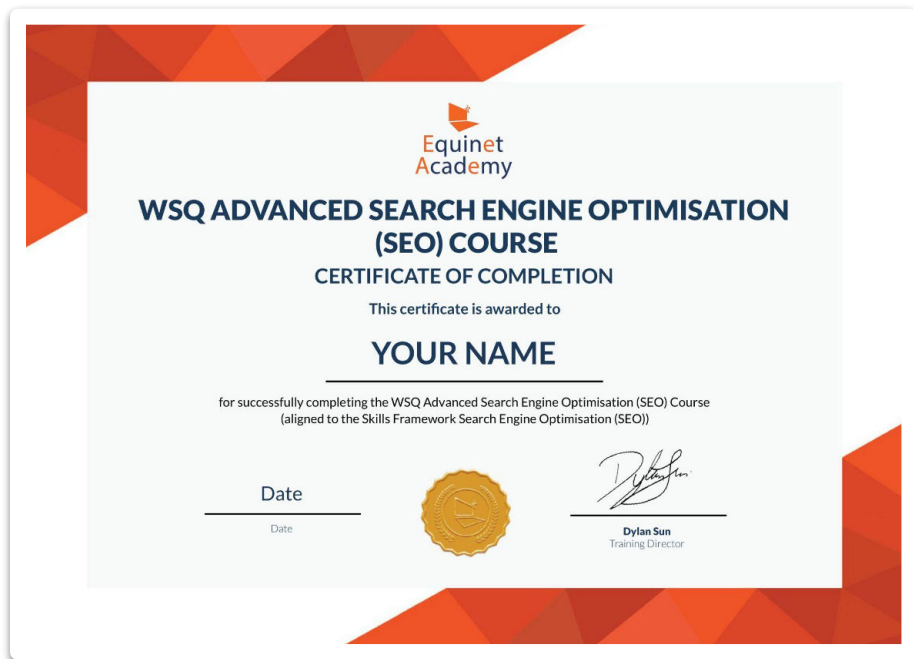 Equinet
Academy
WSQ ADVANCED SEARCH ENGINE OPTIMISATION
(SEO) COURSE
CERTIFICATE OF COMPLETION
This certificate is awarded to
YOUR NAME
for successfully completing the WSQ Advanced Search Engine Optimisation (SEO) Course
(aligned to the Skills Framework Search Engine Optimisation (SEO))
Date
Date
Dylan Sun
Dylan Sun
Training Director